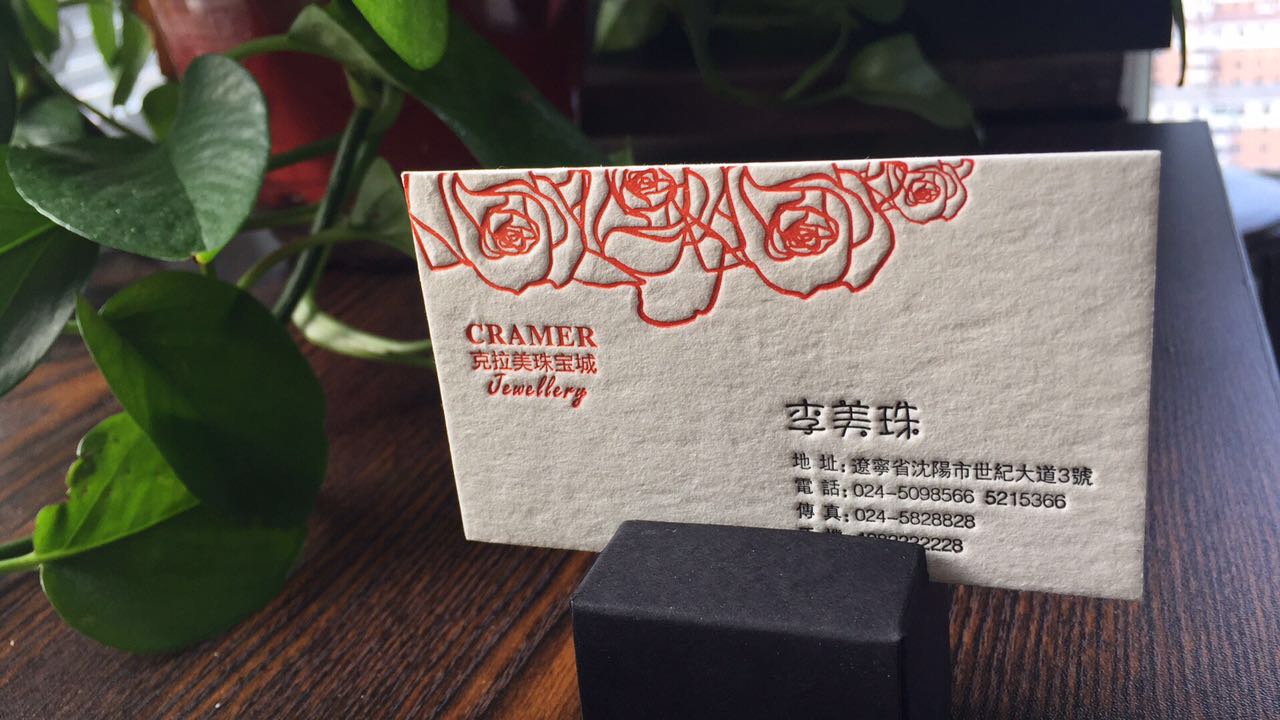 CRAMER
克拉美珠宝城
Jewellery
李美珠
地 址:遼寧省沈陽市世紀大道3號
電 話:024-5098566 5215366
傳 真:024-5828828